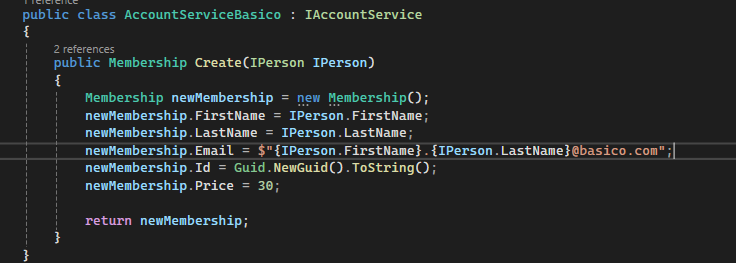 1 reference
public class AccountServiceBasico : IAccountService
{
2 references
public Membership Create(IPerson IPerson)
{
Membership newMembership = new Membership();
newMembership.FirstName = IPerson.FirstName;
newMembership.LastName = IPerson.LastName;
newMembership.Email = $"{IPerson.FirstName}.{IPerson.LastName}@basico.com";
newMembership.Id = Guid.NewGuid().ToString();
newMembership.Price = 30;
return newMembership;
}
}